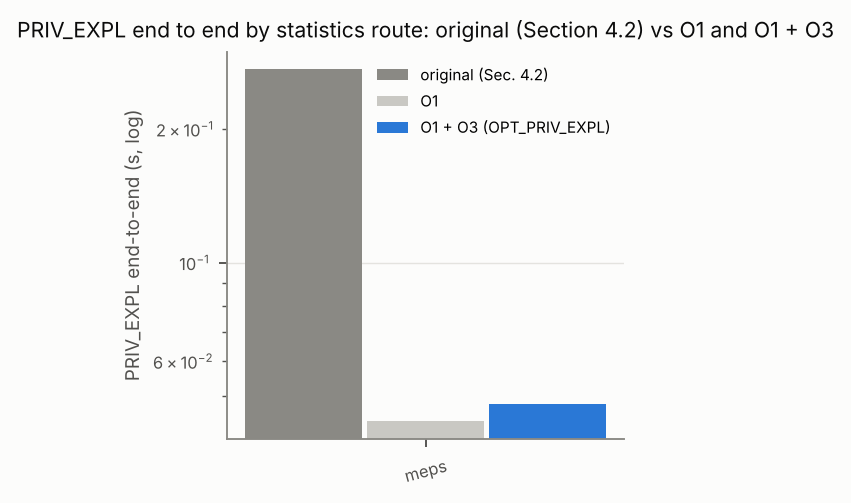 PRIV_EXPL end to end by statistics route: original (Section 4.2) vs O1 and O1 + O3
original (Sec. 4.2)
O1
O1 + O3 (OPT_PRIV_EXPL)
PRIV_EXPL end-to-end (s, log)
2 × 10⁻¹
10⁻¹
6 × 10⁻²
meps